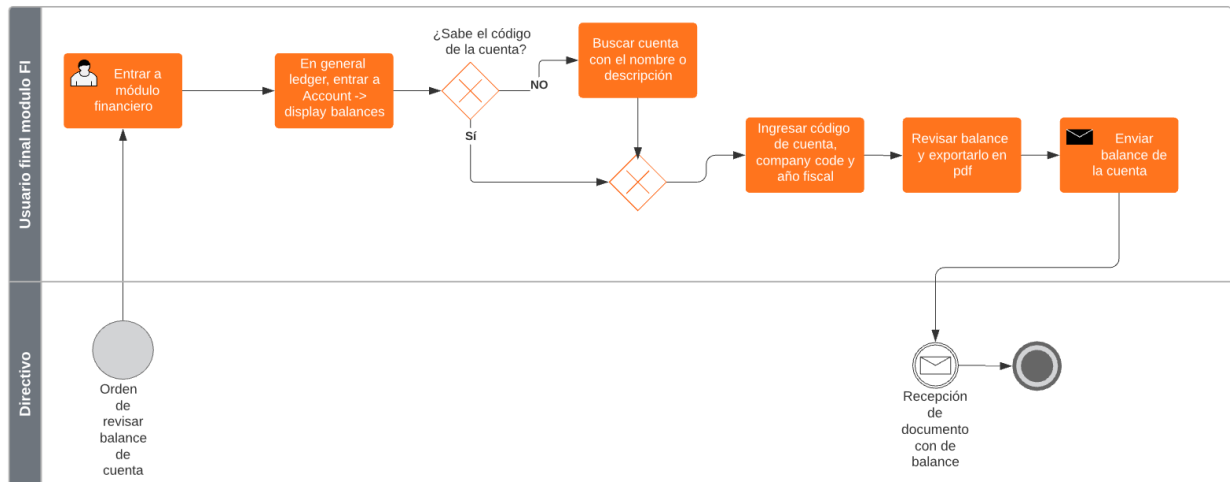 Usuario final modulo FI
Entrar a
módulo
financiero
En general
ledger, entrar a
Account ->
display balances
¿Sabe el código
de la cuenta?
NO
Sí
Buscar cuenta
con el nombre o
descripción
Ingresar código
de cuenta,
company code y
año fiscal
Revisar balance
y exportarlo en
pdf
Enviar
balance de
la cuenta
Directivo
Orden
de
revisar
balance
de
cuenta
Recepción
de
documento
con de
balance